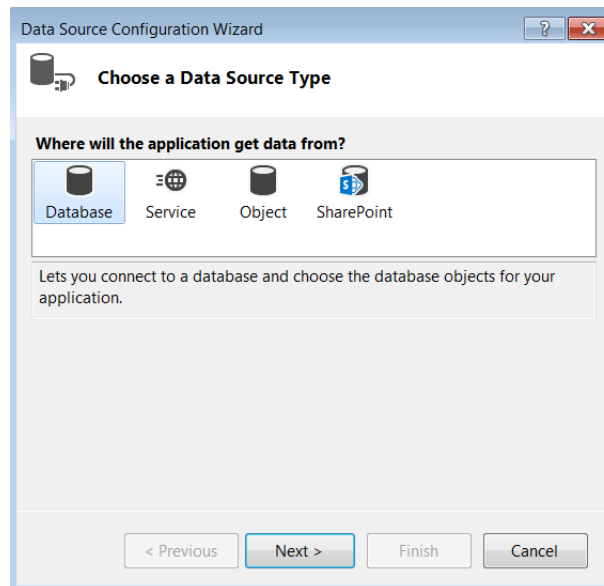 Data Source Configuration Wizard
?
Choose a Data Source Type
Where will the application get data from?
Database Service Object SharePoint
Lets you connect to a database and choose the database objects for your
application.
< Previous Next > Finish Cancel